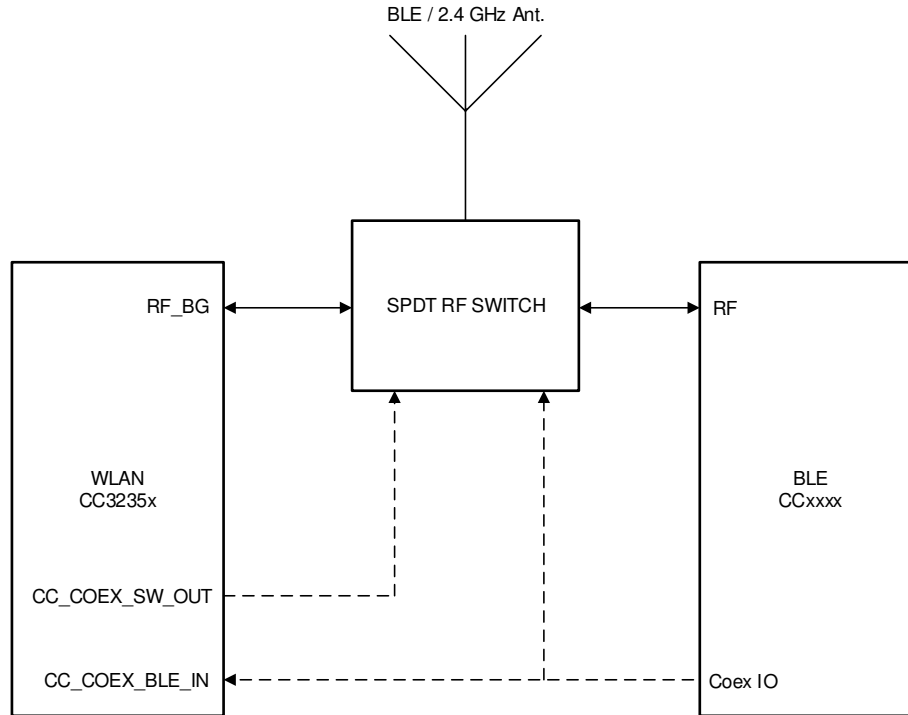 BLE / 2.4 GHz Ant.
RF_BG
SPDT RF SWITCH
RF
WLAN
CC3235x
BLE
CCxxxx
CC_COEX_SW_OUT
CC_COEX_BLE_IN
Coex IO